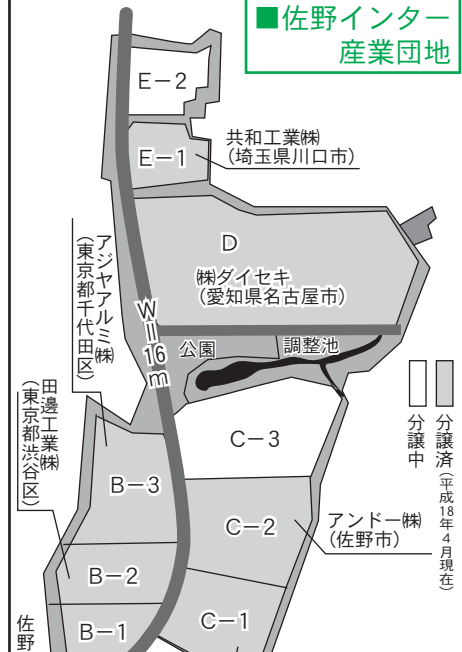 ■佐野インター
産業団地
E－2
共和工業㈱
（埼玉県川口市）
E－1
D
㈱ダイセキ
（愛知県名古屋市）
アジヤアルミ㈱
（東京都千代田区）
W＝16m
公園
調整池
分譲中
分譲済（平成18年4月現在）
田邊工業㈱
（東京都渋谷区）
C－3
B－3
C－2
アンドー㈱
（佐野市）
B－2
C－1
B－1
佐野